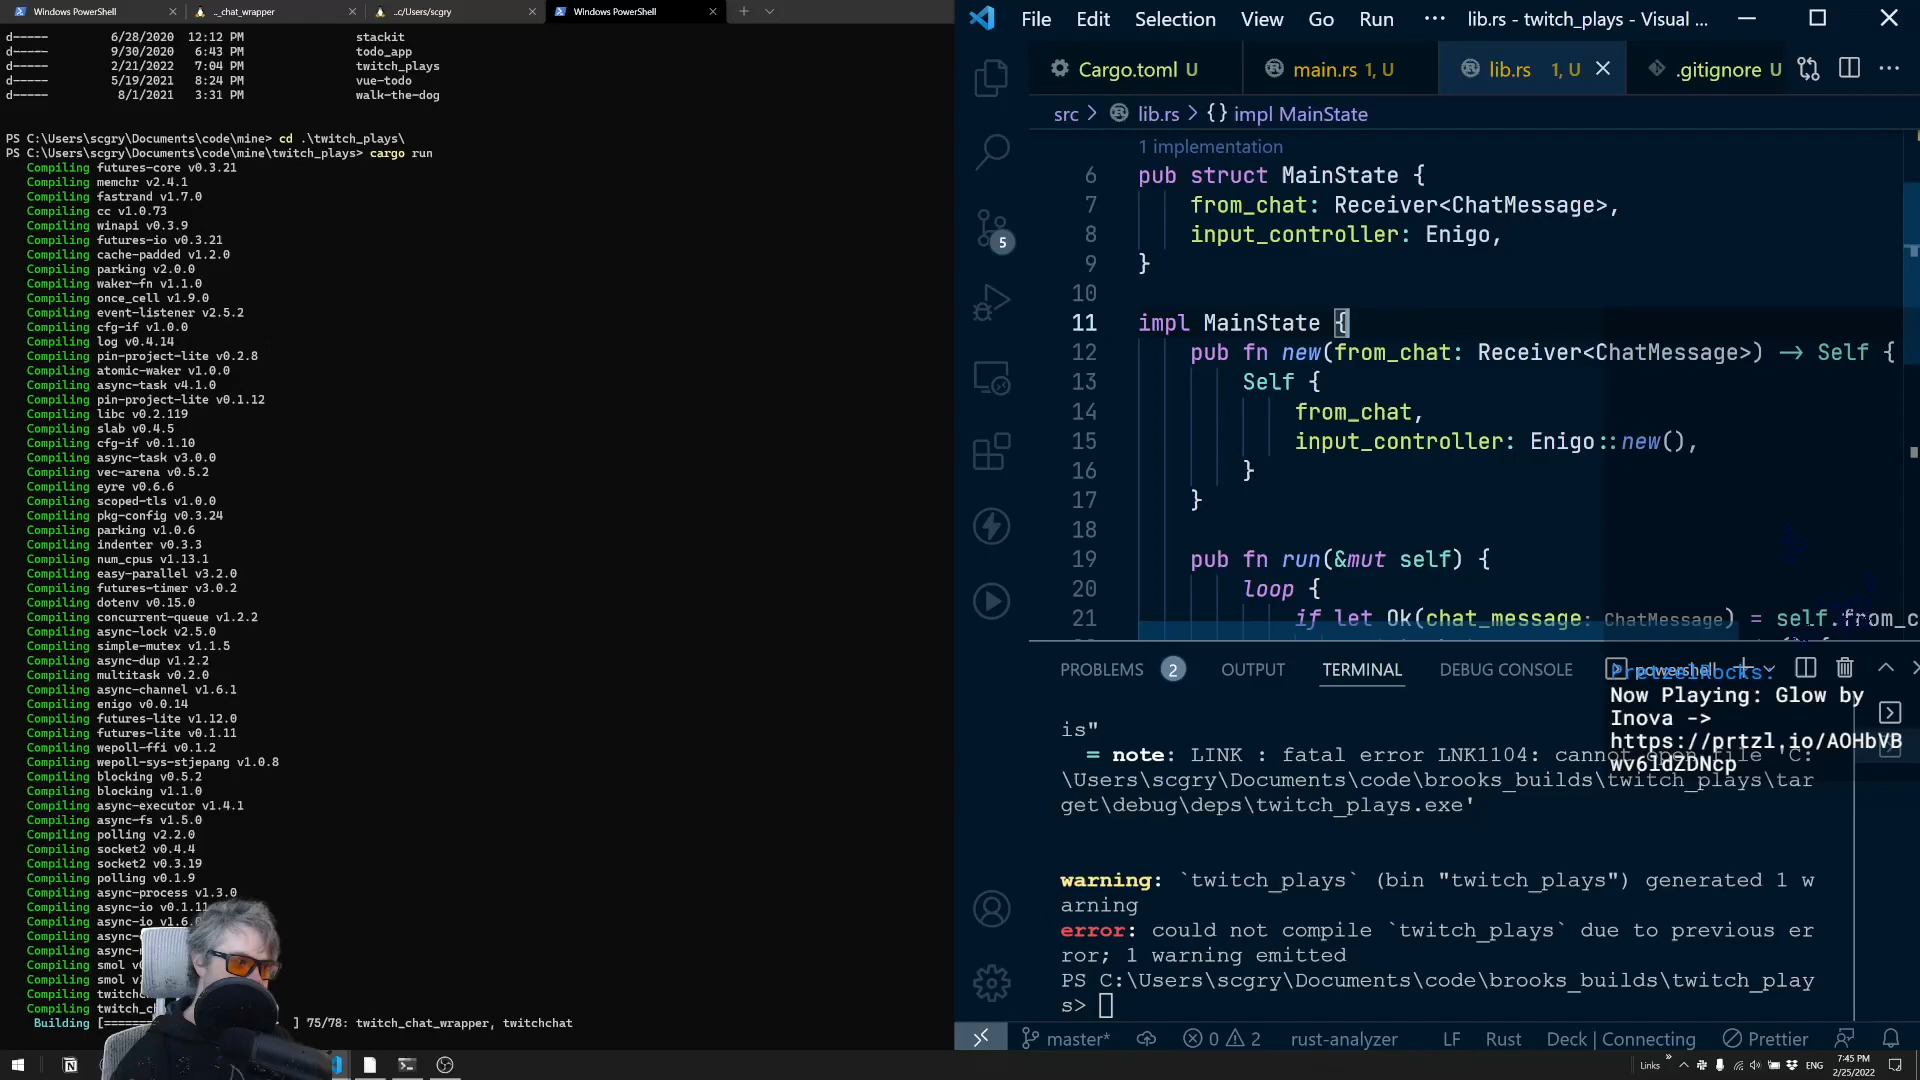 Windows PowerShell
.._chat_wrapper
..c/Users/scgry
Windows PowerShell
d----- 6/28/2020 12:12 PM stackit
d----- 9/30/2020 6:43 PM todo_app
d----- 2/21/2022 7:04 PM twitch_plays
d----- 5/19/2021 8:24 PM vue-todo
d----- 8/1/2021 3:31 PM walk-the-dog
PS C:\Users\scgry\Documents\code\mine> cd .\twitch_plays\
PS C:\Users\scgry\Documents\code\mine\twitch_plays> cargo run
Compiling futures-core v0.3.21
Compiling memchr v2.4.1
Compiling fastrand v1.7.0
Compiling cc v1.0.73
Compiling winapi v0.3.9
Compiling futures-io v0.3.21
Compiling cache-padded v1.2.0
Compiling parking v2.0.0
Compiling waker-fn v1.1.0
Compiling once_cell v1.9.0
Compiling event-listener v2.5.2
Compiling cfg-if v1.0.0
Compiling log v0.4.14
Compiling pin-project-lite v0.2.8
Compiling atomic-waker v1.0.0
Compiling async-task v4.1.0
Compiling pin-project-lite v0.1.12
Compiling libc v0.2.119
Compiling slab v0.4.5
Compiling cfg-if v0.1.10
Compiling async-task v3.0.0
Compiling vec-arena v0.5.2
Compiling eyre v0.6.6
Compiling scoped-tls v1.0.0
Compiling pkg-config v0.3.24
Compiling parking v1.0.6
Compiling indenter v0.3.3
Compiling num_cpus v1.13.1
Compiling easy-parallel v3.2.0
Compiling futures-timer v3.0.2
Compiling dotenv v0.15.0
Compiling concurrent-queue v1.2.2
Compiling async-lock v2.5.0
Compiling simple-mutex v1.1.5
Compiling async-dup v1.2.2
Compiling multitask v0.2.0
Compiling async-channel v1.6.1
Compiling enigo v0.0.14
Compiling futures-lite v1.12.0
Compiling futures-lite v0.1.11
Compiling wepoll-ffi v0.1.2
Compiling wepoll-sys-stjepang v1.0.8
Compiling blocking v0.5.2
Compiling blocking v1.1.0
Compiling async-executor v1.4.1
Compiling async-fs v1.5.0
Compiling polling v2.2.0
Compiling socket2 v0.4.4
Compiling socket2 v0.3.19
Compiling polling v0.1.9
Compiling async-process v1.3.0
Compiling async-io v0.1.11
Compiling async-io v1.6.
Compiling async-
Compiling async-
Compiling smol v
Compiling smol v
Compiling twitchc
Compiling twitch_c
Building [==== ] 75/78: twitch_chat_wrapper, twitchchat
File Edit Selection View Go Run ··· lib.rs - twitch_plays - Visual ...
Cargo.toml U
main.rs 1, U
lib.rs 1, U
.gitignore U
src > lib.rs > {} impl MainState
1 implementation
6 pub struct MainState {
7 from_chat: Receiver<ChatMessage>,
8 input_controller: Enigo,
9 }
10
11 impl MainState {
12 pub fn new(from_chat: Receiver<ChatMessage>) → Self {
13 Self {
14 from_chat,
15 input_controller: Enigo::new(),
16 }
17 }
18
19 pub fn run(&mut self) {
20 loop {
21 if let Ok(chat_message: ChatMessage) = self.from_c
5
PROBLEMS 2 OUTPUT TERMINAL DEBUG CONSOLE powershell
PretzelRocks:
Now Playing: Glow by
Inova ->
https://prtzl.io/AOHbVB
wv6ldZDNcp
is"
= note: LINK : fatal error LNK1104: cannot open file 'C:
\Users\scgry\Documents\code\brooks_builds\twitch_plays\tar
get\debug\deps\twitch_plays.exe'
warning: `twitch_plays` (bin "twitch_plays") generated 1 w
arning
error: could not compile `twitch_plays` due to previous er
ror; 1 warning emitted
PS C:\Users\scgry\Documents\code\brooks_builds\twitch_play
s>
master* 0 2 rust-analyzer LF Rust Deck | Connecting Prettier
Links » ENG 7:45 PM
2/25/2022